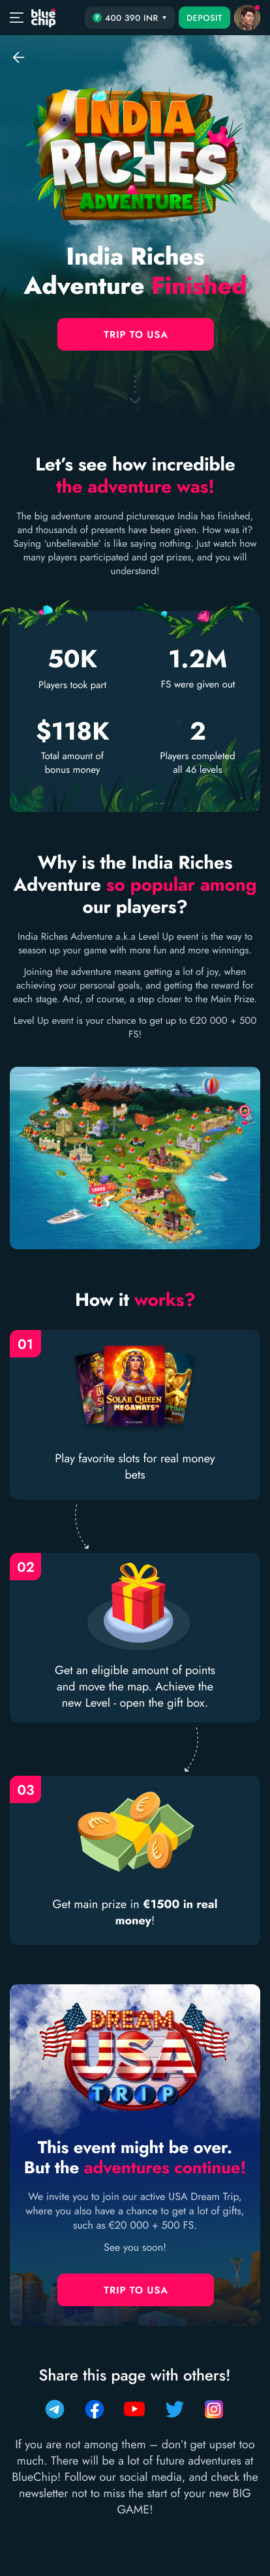 blue
chip
400 390 INR
DEPOSIT
INDIA
RICHES
ADVENTURE
India Riches
Adventure Finished
TRIP TO USA
Let’s see how incredible
the adventure was!
The big adventure around picturesque India has finished,
and thousands of presents have been given. How was it?
Saying ‘unbelievable’ is like saying nothing. Just watch how
many players participated and got prizes, and you will
understand!
50K
Players took part
1.2M
FS were given out
$118K
Total amount of
bonus money
2
Players completed
all 46 levels
Why is the India Riches
Adventure so popular among
our players?
India Riches Adventure a.k.a Level Up event is the way to
season up your game with more fun and more winnings.
Joining the adventure means getting a lot of joy, when
achieving your personal goals, and getting the reward for
each stage. And, of course, a step closer to the Main Prize.
Level Up event is your chance to get up to €20 000 + 500
FS!
How it works?
01
SOLAR QUEEN
MEGAWAYS™
Play favorite slots for real money
bets
02
Get an eligible amount of points
and move the map. Achieve the
new Level - open the gift box.
03
Get main prize in €1500 in real
money!
DREAM
USA
TRIP
This event might be over.
But the adventures continue!
We invite you to join our active USA Dream Trip,
where you also have a chance to get a lot of gifts,
such as €20 000 + 500 FS.
See you soon!
TRIP TO USA
Share this page with others!
If you are not among them – don’t get upset too
much. There will be a lot of future adventures at
BlueChip! Follow our social media, and check the
newsletter not to miss the start of your new BIG
GAME!